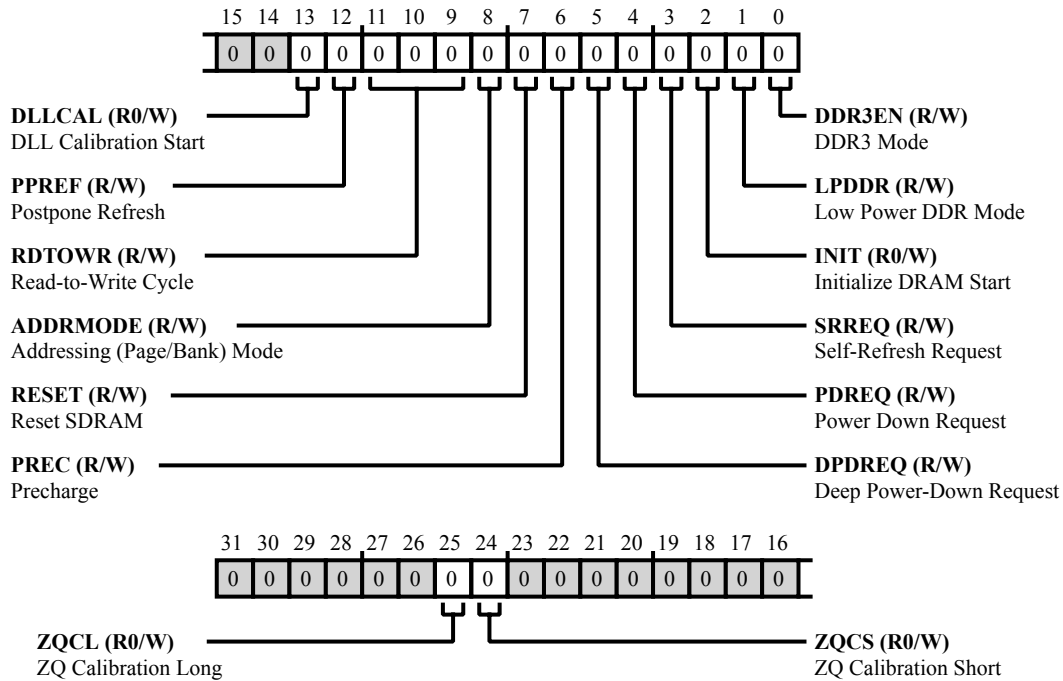 15 14 13 12 11 10 9 8 7 6 5 4 3 2 1 0
0 0 0 0 0 0 0 0 0 0 0 0 0 0 0 0
DLLCAL (R0/W)
DLL Calibration Start
PPREF (R/W)
Postpone Refresh
RDTOWR (R/W)
Read-to-Write Cycle
ADDRMODE (R/W)
Addressing (Page/Bank) Mode
RESET (R/W)
Reset SDRAM
PREC (R/W)
Precharge
DDR3EN (R/W)
DDR3 Mode
LPDDR (R/W)
Low Power DDR Mode
INIT (R0/W)
Initialize DRAM Start
SRREQ (R/W)
Self-Refresh Request
PDREQ (R/W)
Power Down Request
DPDREQ (R/W)
Deep Power-Down Request
31 30 29 28 27 26 25 24 23 22 21 20 19 18 17 16
0 0 0 0 0 0 0 0 0 0 0 0 0 0 0 0
ZQCL (R0/W)
ZQ Calibration Long
ZQCS (R0/W)
ZQ Calibration Short